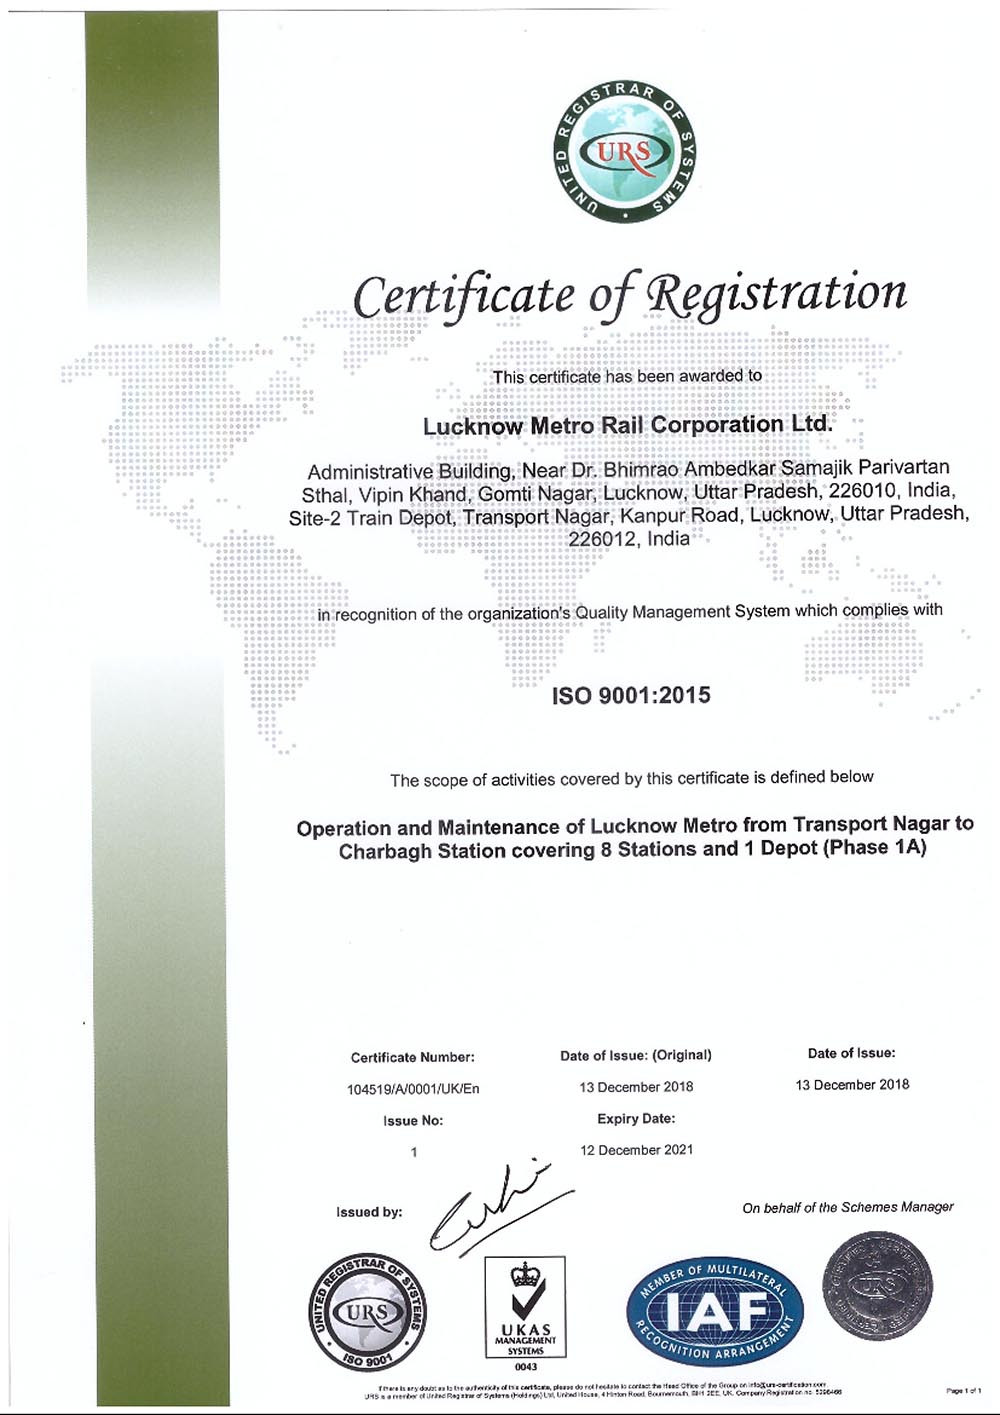 UNITED REGISTRAR OF SYSTEMS
URS
Certificate of Registration
This certificate has been awarded to
Lucknow Metro Rail Corporation Ltd.
Administrative Building, Near Dr. Bhimrao Ambedkar Samajik Parivartan
Sthal, Vipin Khand, Gomti Nagar, Lucknow, Uttar Pradesh, 226010, India,
Site-2 Train Depot, Transport Nagar, Kanpur Road, Lucknow, Uttar Pradesh,
226012, India
in recognition of the organization's Quality Management System which complies with
ISO 9001:2015
The scope of activities covered by this certificate is defined below
Operation and Maintenance of Lucknow Metro from Transport Nagar to
Charbagh Station covering 8 Stations and 1 Depot (Phase 1A)
Certificate Number: Date of Issue: (Original) Date of Issue:
104519/A/0001/UK/En 13 December 2018 13 December 2018
Issue No: Expiry Date:
1 12 December 2021
Issued by: On behalf of the Schemes Manager
UNITED REGISTRAR OF SYSTEMS
URS
ISO 9001
UKAS
MANAGEMENT
SYSTEMS
0043
MEMBER OF MULTILATERAL
IAF
RECOGNITION ARRANGEMENT
URS
If there is any doubt as to the authenticity of this certificate, please do not hesitate to contact the Head Office of the Group on info@urs-certification.com
URS is a member of United Registrar of Systems (Holdings) Ltd, United House, 4 Hinton Road, Bournemouth, BH1 2EE, UK. Company Registration no. 5298466
Page 1 of 1